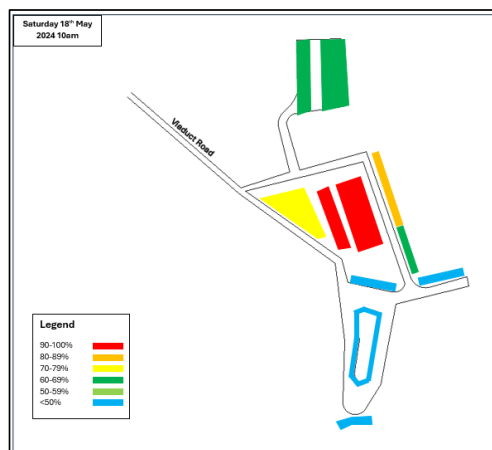 Saturday 18th May
2024 10am
Viaduct Road
Legend
90-100%
80-89%
70-79%
60-69%
50-59%
<50%